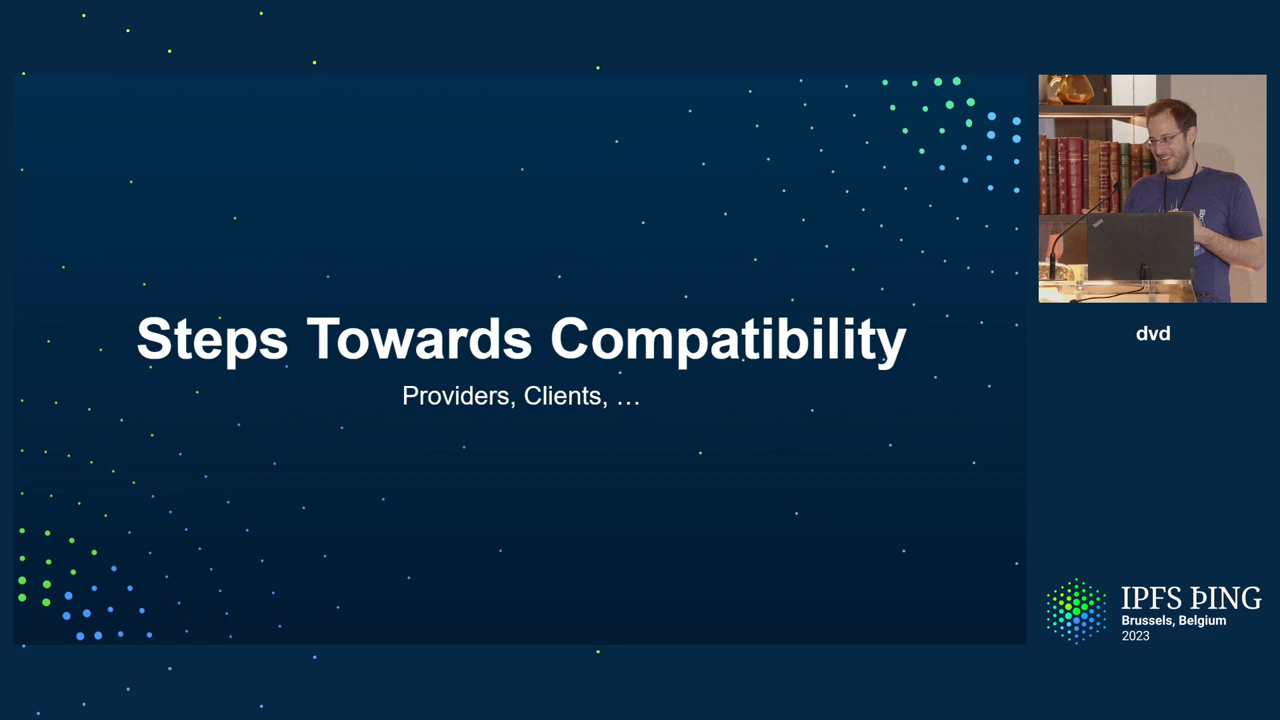 Steps Towards Compatibility
Providers, Clients, …
dvd
IPFS ÞING
Brussels, Belgium
2023